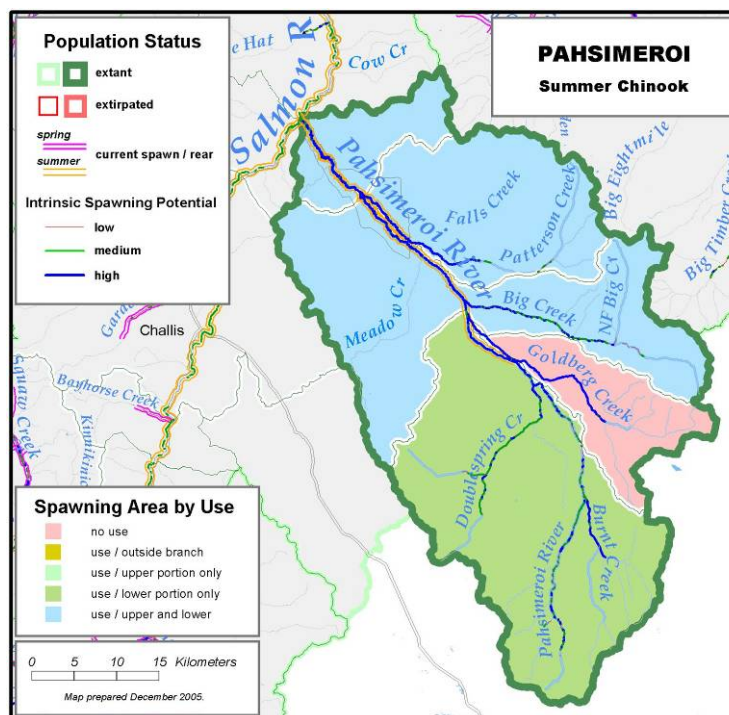 Population Status
extant
extirpated
spring
summer
current spawn / rear
Intrinsic Spawning Potential
low
medium
high
PAHSIMEROI
Summer Chinook
e Hat
Cow Cr
Salmon R
Pahsimeroi River
Falls Creek
Patterson Creek
Big Eightmile
Big Timber Creek
Big Creek
NF Big Cr
Meadow Cr
Goldberg Creek
Challis
Bayhorse Creek
Squaw Creek
Kinnikinic
Doublespring Cr
Burnt Creek
Pahsimeroi River
Spawning Area by Use
no use
use / outside branch
use / upper portion only
use / lower portion only
use / upper and lower
0 5 10 15 Kilometers
Map prepared December 2005.